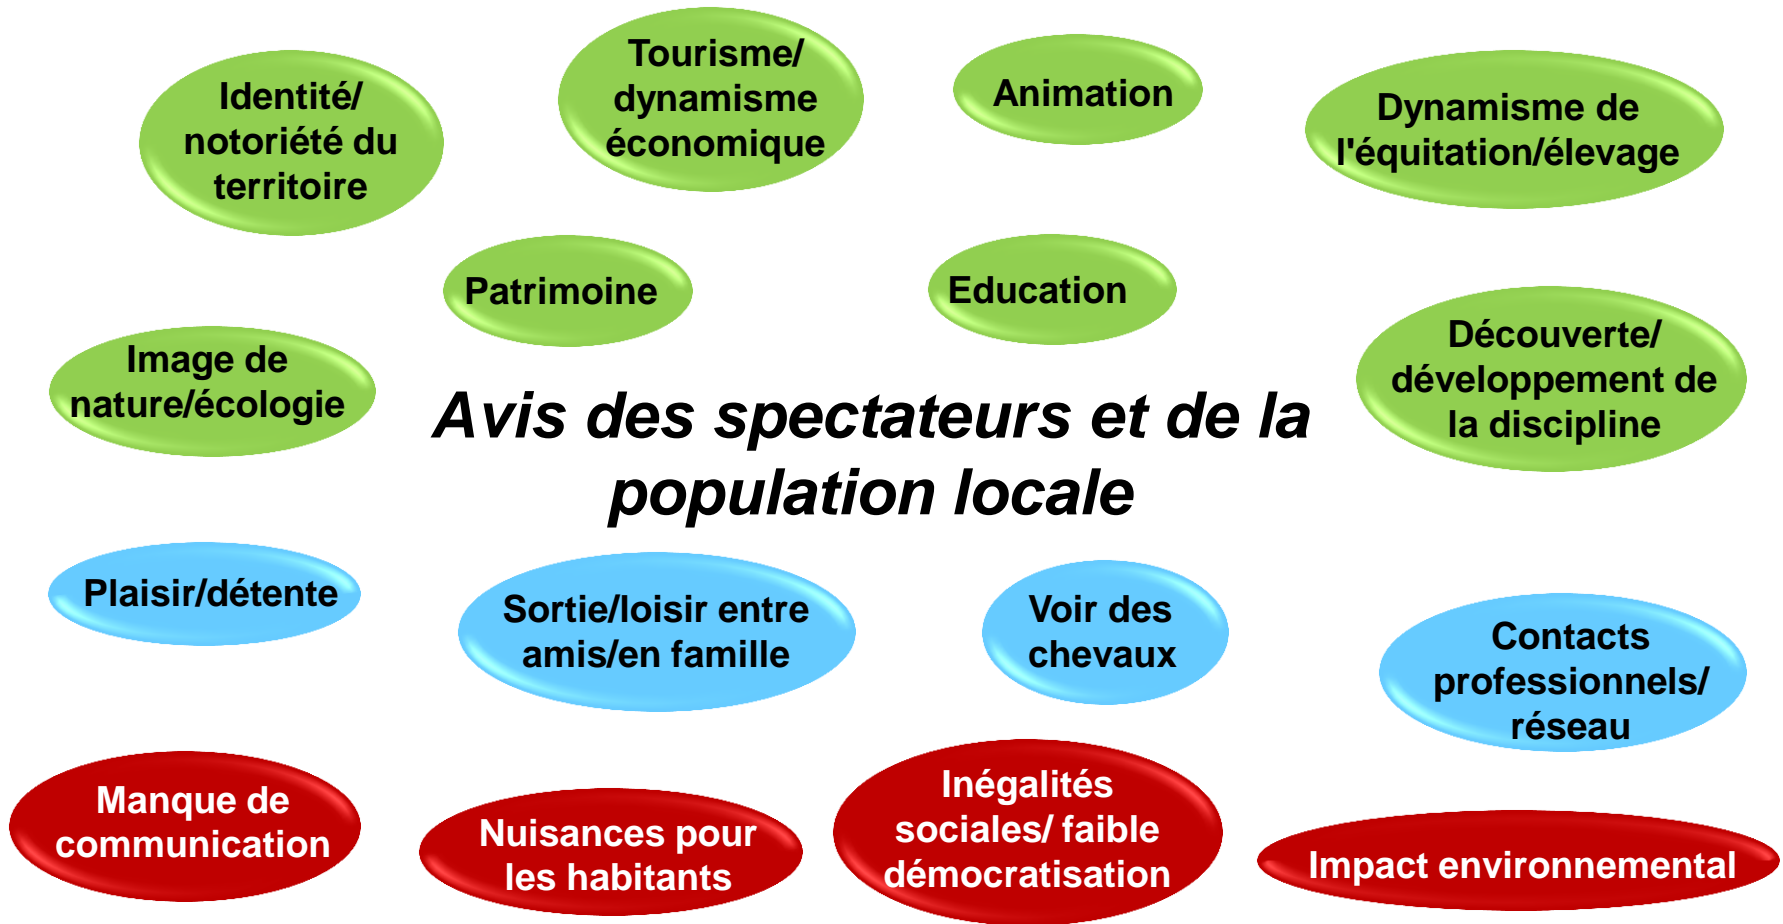 Identité/
notoriété du
territoire
Tourisme/
dynamisme
économique
Animation
Dynamisme de
l'équitation/élevage
Patrimoine
Education
Image de
nature/écologie
Découverte/
développement de
la discipline
Avis des spectateurs et de la
population locale
Plaisir/détente
Sortie/loisir entre
amis/en famille
Voir des
chevaux
Contacts
professionnels/
réseau
Manque de
communication
Nuisances pour
les habitants
Inégalités
sociales/ faible
démocratisation
Impact environnemental